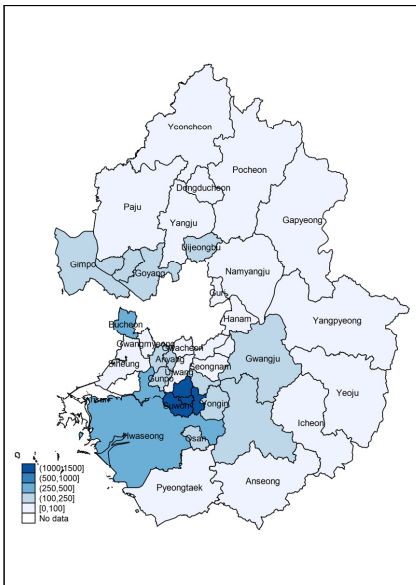 Yeoncheon
Pocheon
Dongducheon
Paju
Yangju
Gapyeong
Uijeongbu
Gimpo
Goyang
Namyangju
Guri
Hanam
Yangpyeong
Bucheon
Gwangmyeong
Gwacheon
Siheung
Anyang
Gwangju
Seongnam
Gunpo
Uiwang
Yeoju
Suwon
Yongin
Icheon
Hwaseong
Osan
Pyeongtaek
Anseong
(1000,1500]
(500,1000]
(250,500]
(100,250]
[0,100]
No data